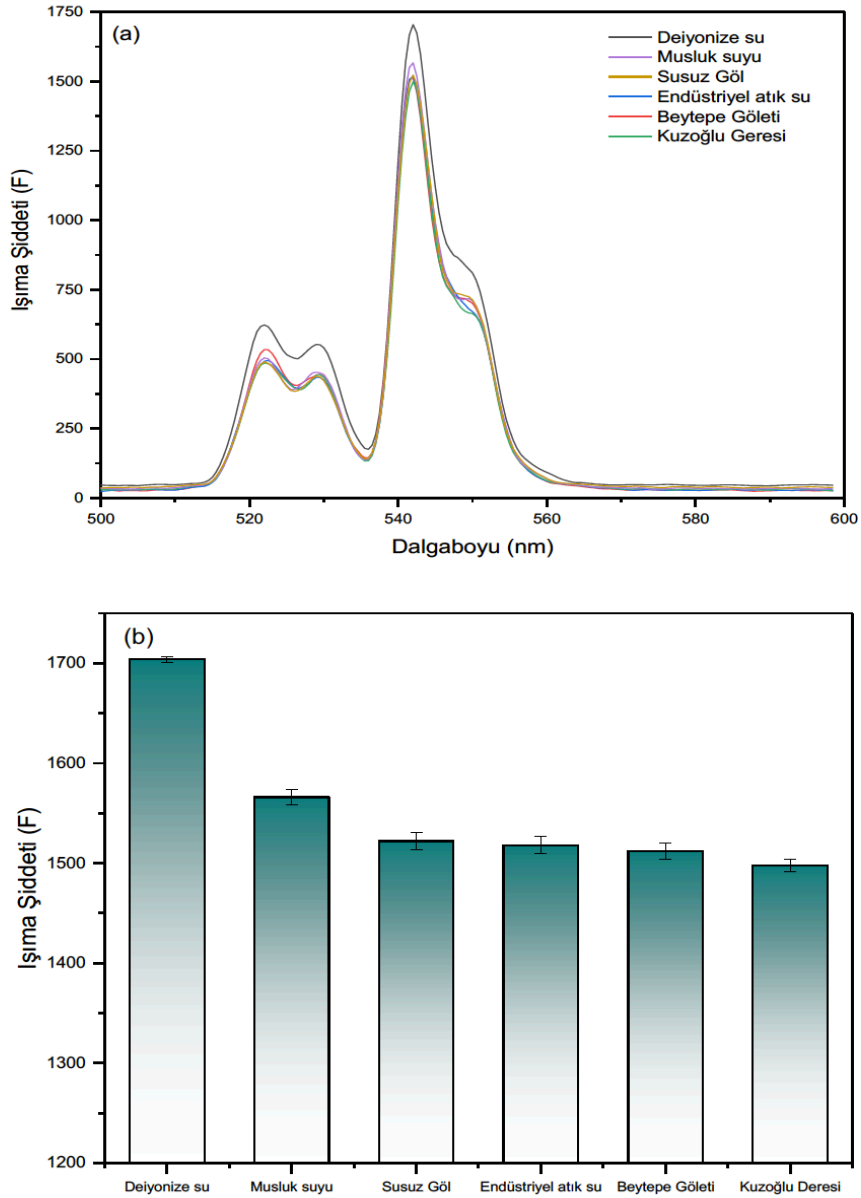 (a)
Deiyonize su
Musluk suyu
Susuz Göl
Endüstriyel atık su
Beytepe Göleti
Kuzoğlu Geresi
Işıma Şiddeti (F)
1750
1500
1250
1000
750
500
250
0
500 520 540 560 580 600
Dalgaboyu (nm)
(b)
Işıma Şiddeti (F)
1700
1600
1500
1400
1300
1200
Deiyonize su Musluk suyu Susuz Göl Endüstriyel atık su Beytepe Göleti Kuzoğlu Deresi